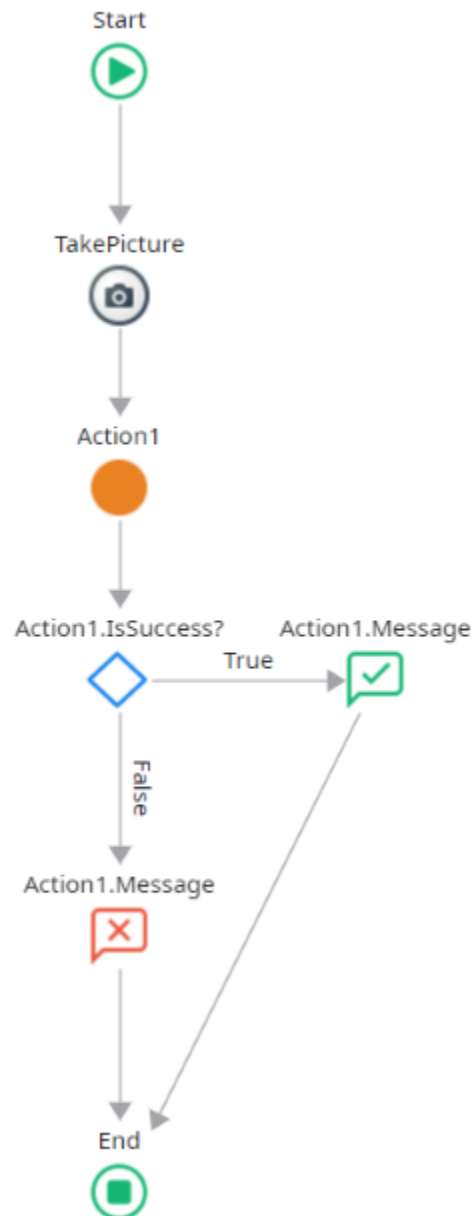 Start
TakePicture
Action1
Action1.IsSuccess?
True
Action1.Message
False
Action1.Message
End